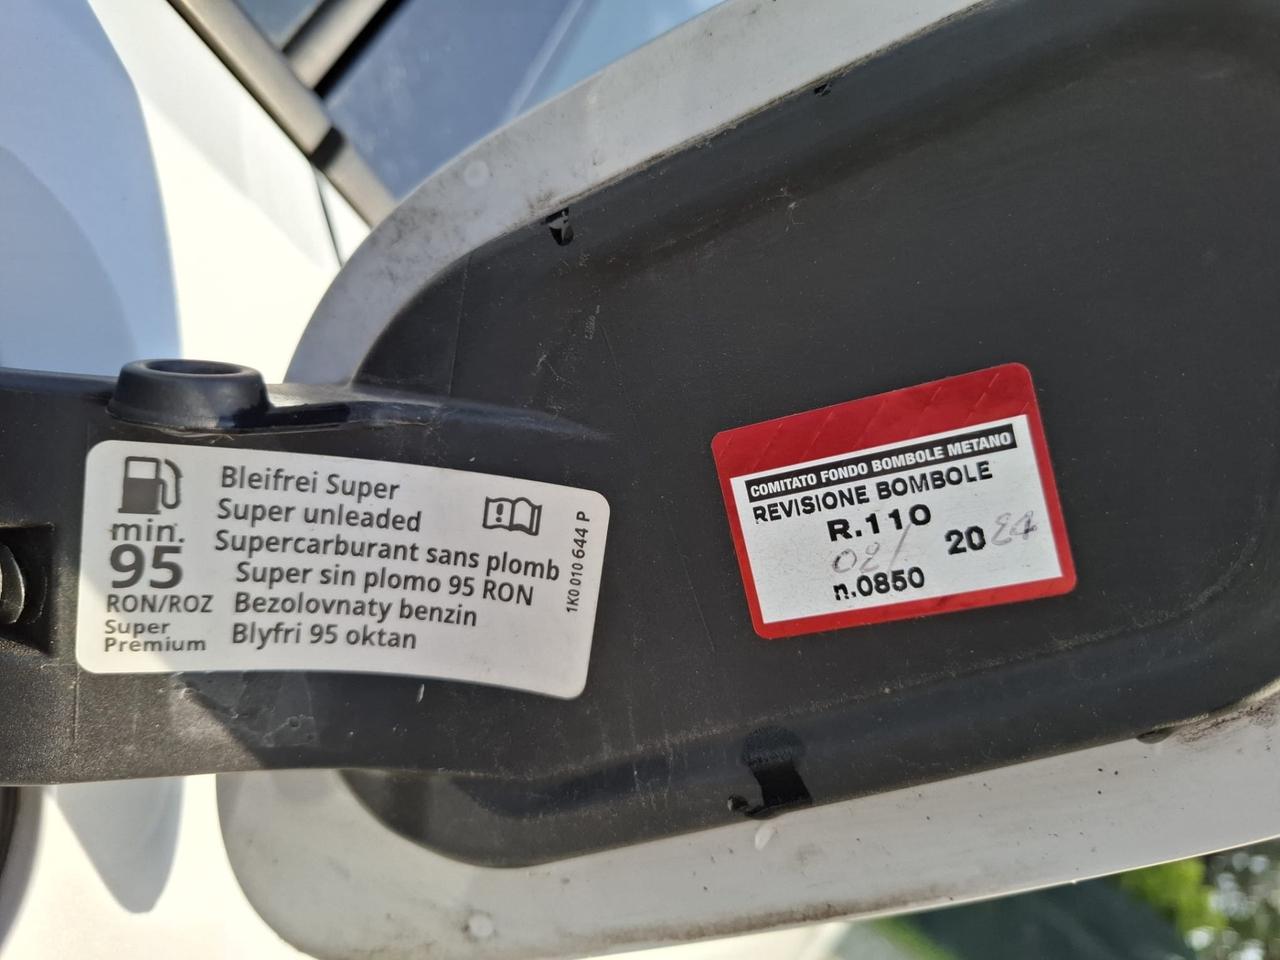 Bleifrei Super
Super unleaded
Supercarburant sans plomb
Super sin plomo 95 RON
Bezolovnaty benzin
Blyfri 95 oktan
min.
95
RON/ROZ
Super
Premium
1K0 010 644 P
COMITATO FONDO BOMBOLE METANO
REVISIONE BOMBOLE
R.110
02/ 2024
n.0850